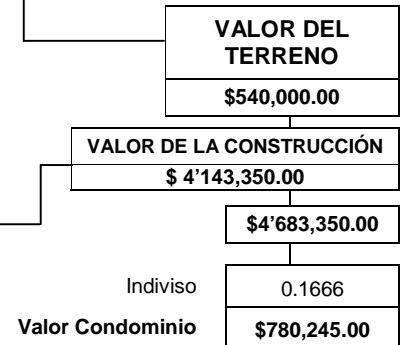 VALOR DEL
TERRENO
$540,000.00
VALOR DE LA CONSTRUCCIÓN
$ 4’143,350.00
$4’683,350.00
Indiviso 0.1666
Valor Condominio $780,245.00